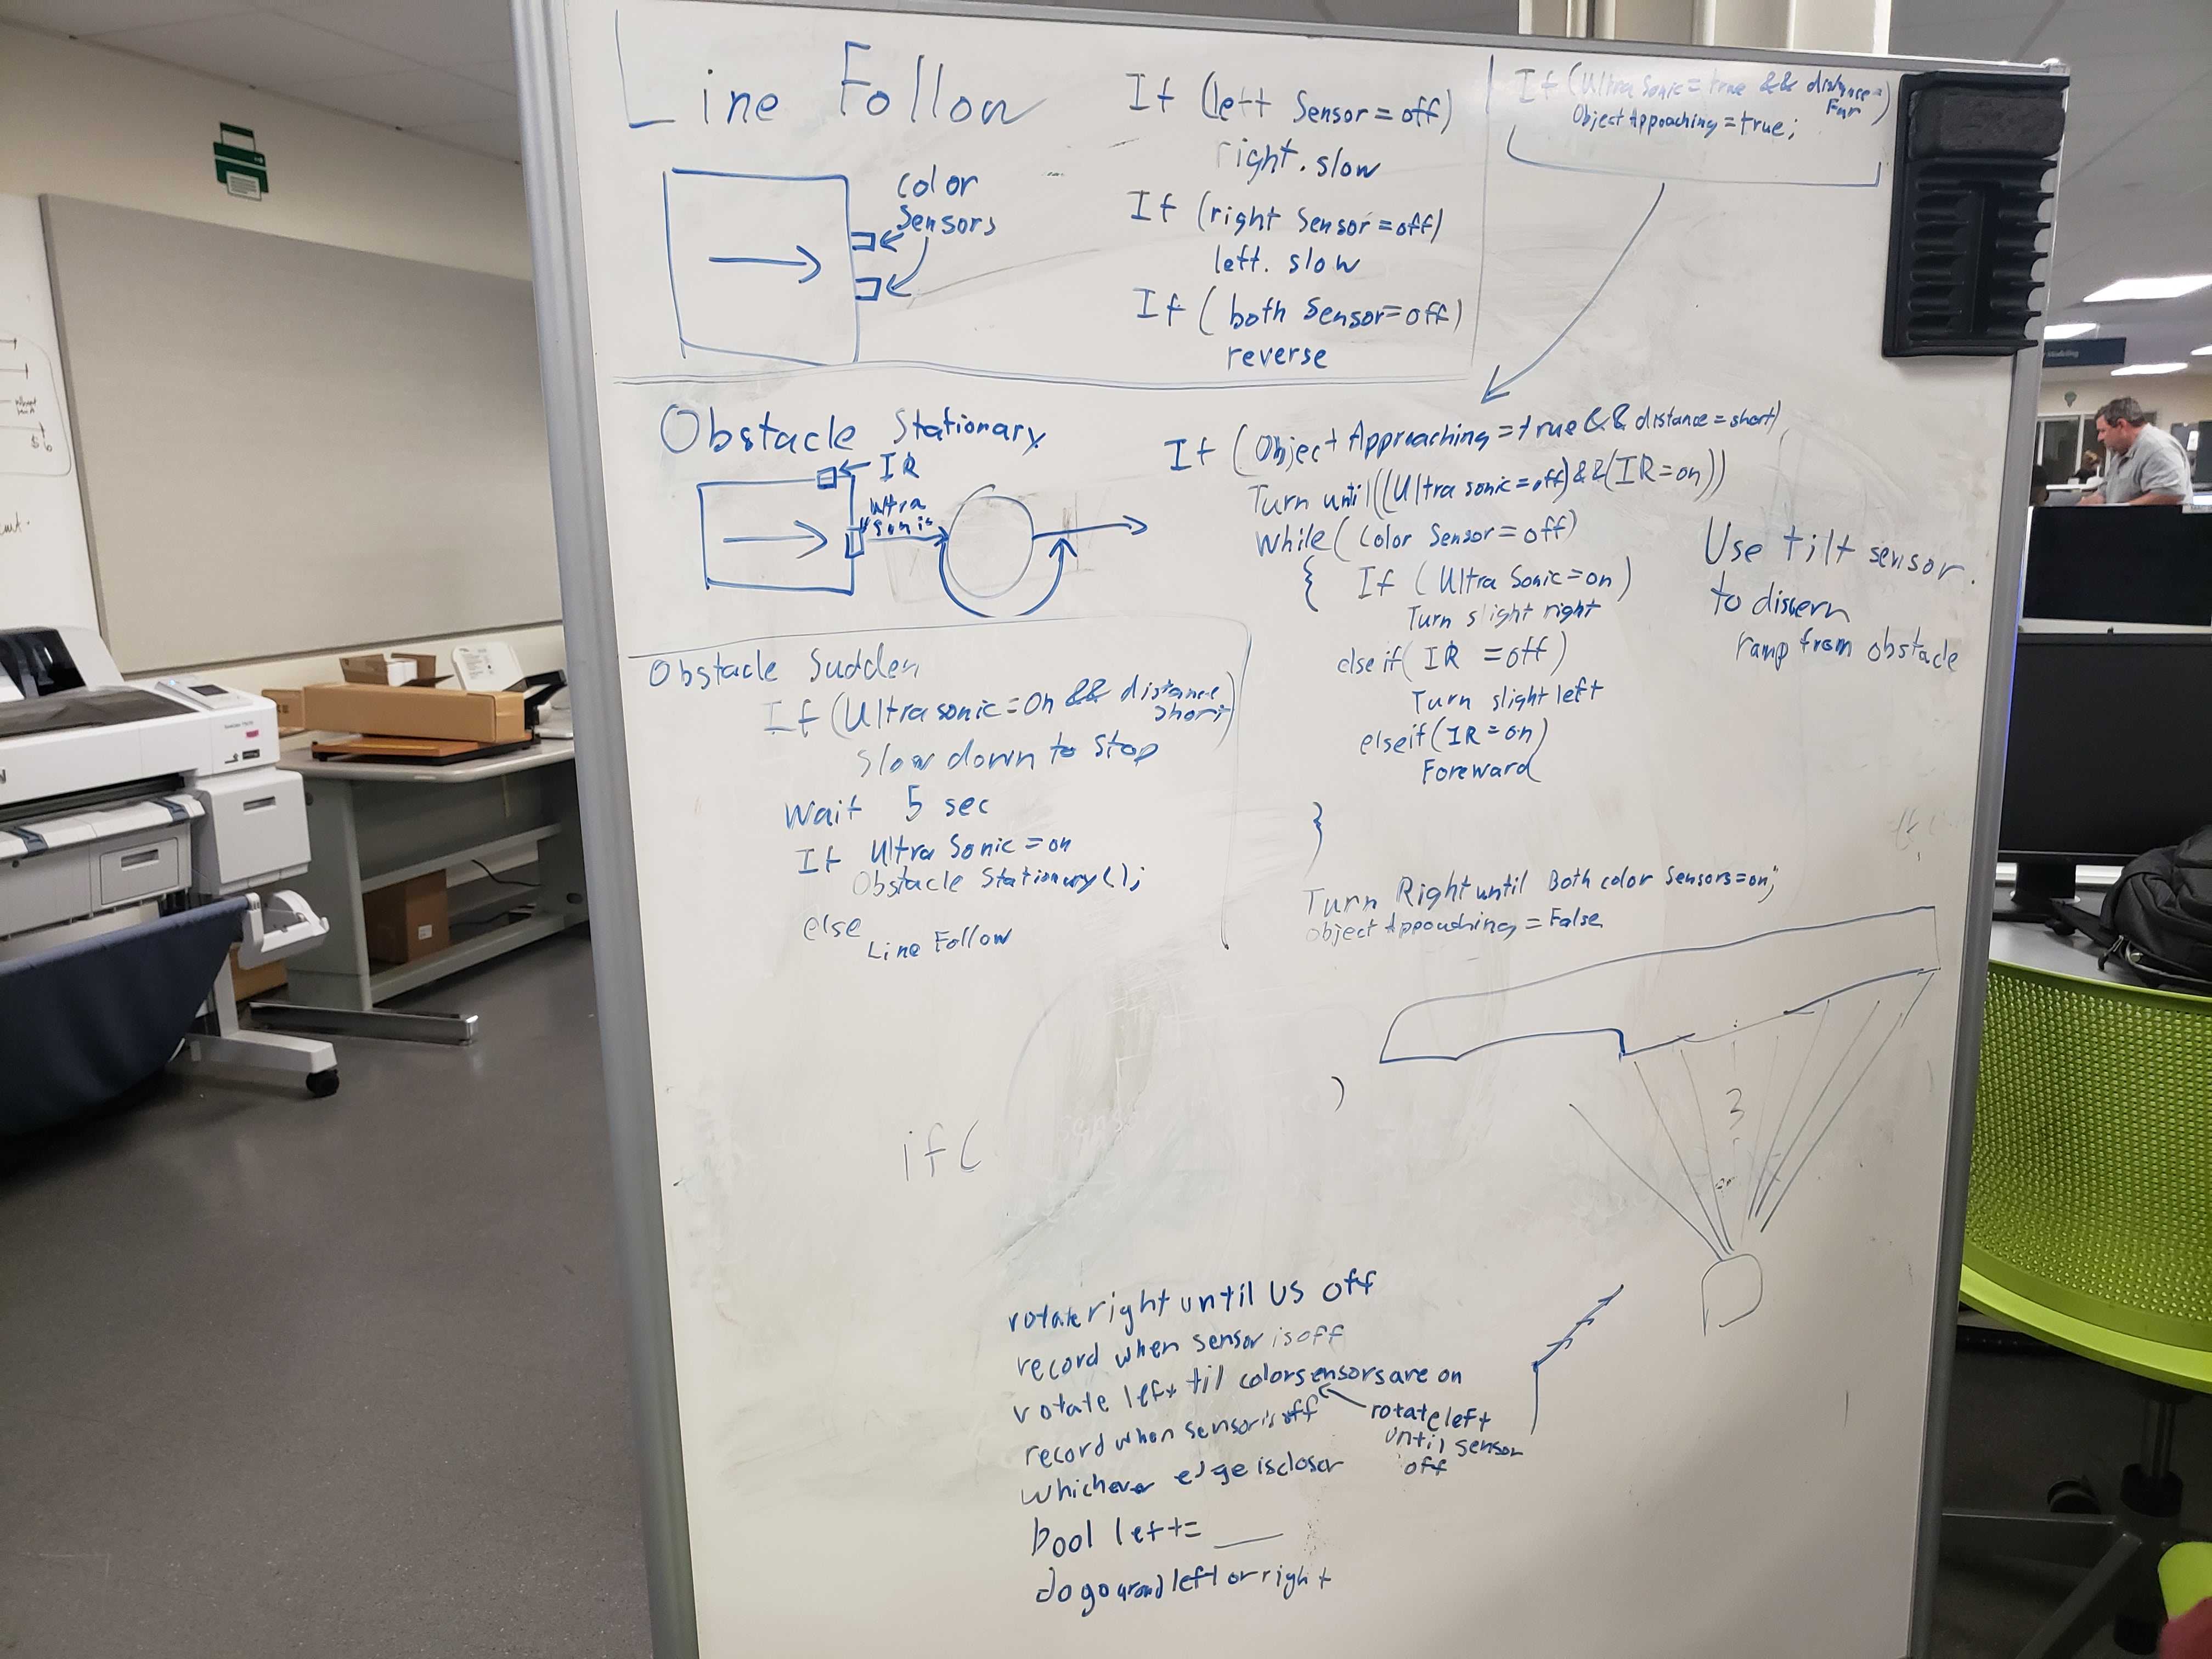 Line Follow
color
Sensors
If (left Sensor = off)
right. slow
If (right Sensor = off)
left. slow
If (both Sensor = off)
reverse
If (Ultra Sonic = true && distance =
Far)
Object Appoaching = true;
Obstacle Stationary
IR
Ultra
Sonic
If (Object Approaching = true && distance = short)
Turn until((Ultra sonic = off) && (IR = on))
While (Color Sensor = off)
{ If (Ultra Sonic = on)
Turn slight right
else if( IR = off)
Turn slight left
elseif (IR = on)
Foreward
}
Turn Right until Both color Sensors = on;
object Appoaching = False
Use tilt sensor.
to discern
ramp from obstacle
Obstacle Sudden
If (Ultra sonic = On && distance
short)
Slow down to Stop
Wait 5 sec
If Ultra Sonic = on
Obstacle Stationary();
else
Line Follow
if (
)
3
rotate right until US off
record when sensor is off
rotate left til color sensors are on
rotate left
until sensor
off
record when sensor is off
Whichever edge is closer
bool left = ___
do go around left or right